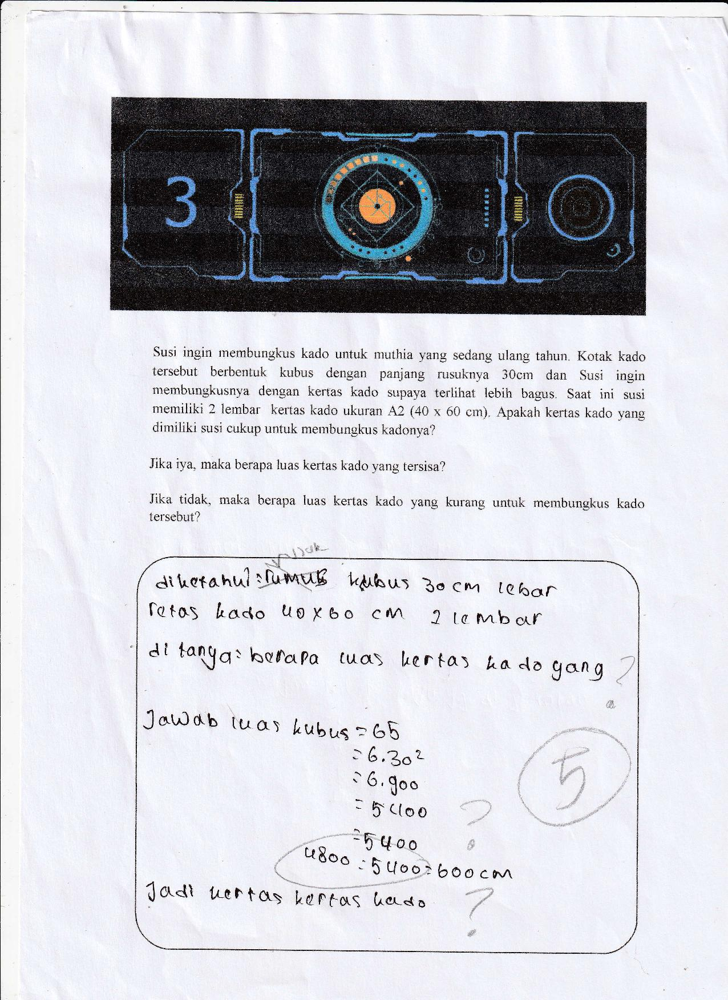 3
Susi ingin membungkus kado untuk muthia yang sedang ulang tahun. Kotak kado
tersebut berbentuk kubus dengan panjang rusuknya 30cm dan Susi ingin
membungkusnya dengan kertas kado supaya terlihat lebih bagus. Saat ini susi
memiliki 2 lembar kertas kado ukuran A2 (40 x 60 cm). Apakah kertas kado yang
dimiliki susi cukup untuk membungkus kadonya?
Jika iya, maka berapa luas kertas kado yang tersisa?
Jika tidak, maka berapa luas kertas kado yang kurang untuk membungkus kado
tersebut?
diketahui : rumus kubus 30 cm lebar
retas kado 40 x 60 cm 2 lembar
di tanya : berapa luas kertas kado yang ?
Jawab luas kubus = 65
= 6.30²
= 6.900
= 5400 ?
= 5400
4800 = 5400 = 600 cm
5
Jadi kertas kertas kado ?